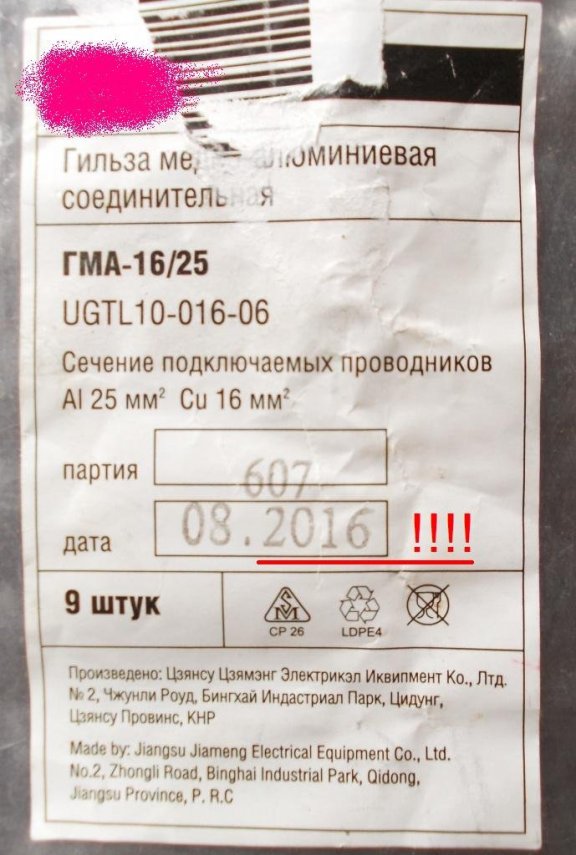 Гильза алюминиевая
соединительная
ГМА-16/25
UGTL10-016-06
Сечение подключаемых проводников
Al 25 мм² Cu 16 мм²
партия 607
дата 08.2016 !!!!
9 штук
СР 26
LDPE4
Произведено: Цзянсу Цзямэнг Электрикэл Иквипмент Ко., Лтд.
№ 2, Чжунли Роуд, Бингхай Индастриал Парк, Цидунг,
Цзянсу Провинс, КНР
Made by: Jiangsu Jiameng Electrical Equipment Co., Ltd.
No.2, Zhongli Road, Binghai Industrial Park, Qidong,
Jiangsu Province, P. R.C